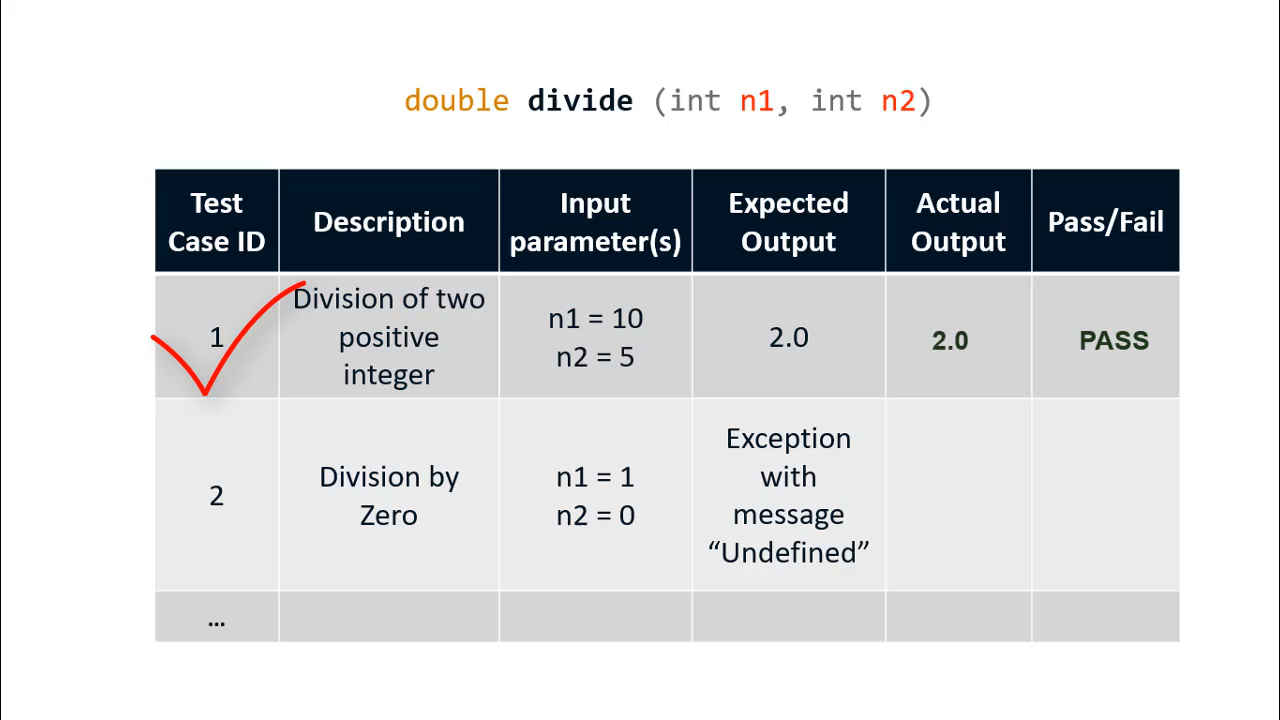 double divide (int n1, int n2)
Test
Case ID
Description
Input
parameter(s)
Expected
Output
Actual
Output
Pass/Fail
1
Division of two
positive
integer
n1 = 10
n2 = 5
2.0
2.0
PASS
2
Division by
Zero
n1 = 1
n2 = 0
Exception
with
message
“Undefined”
...